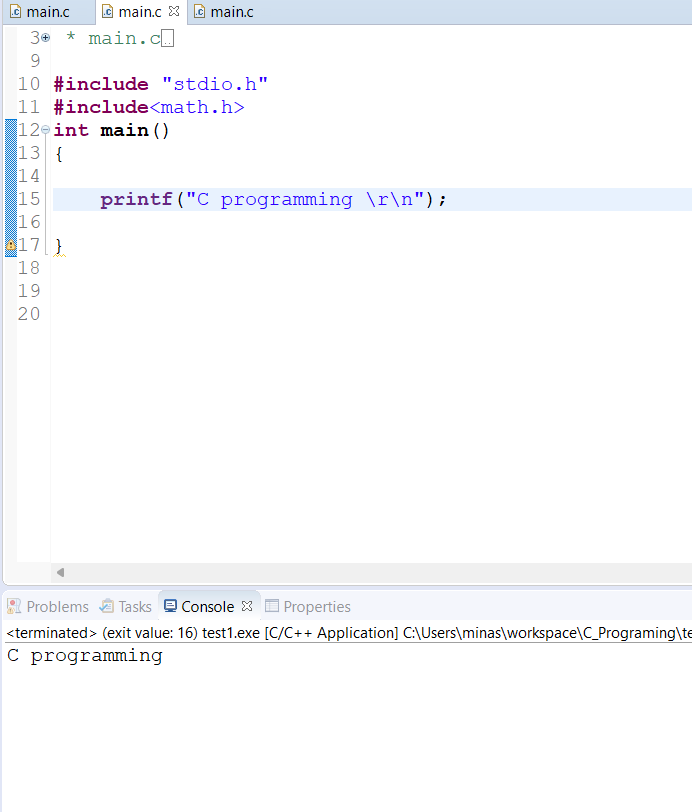 main.c main.c main.c
3 * main.c
9
10 #include "stdio.h"
11 #include<math.h>
12 int main()
13 {
14
15 printf("C programming \r\n");
16
17 }
18
19
20
Problems Tasks Console Properties
<terminated> (exit value: 16) test1.exe [C/C++ Application] C:\Users\minas\workspace\C_Programing\te
C programming